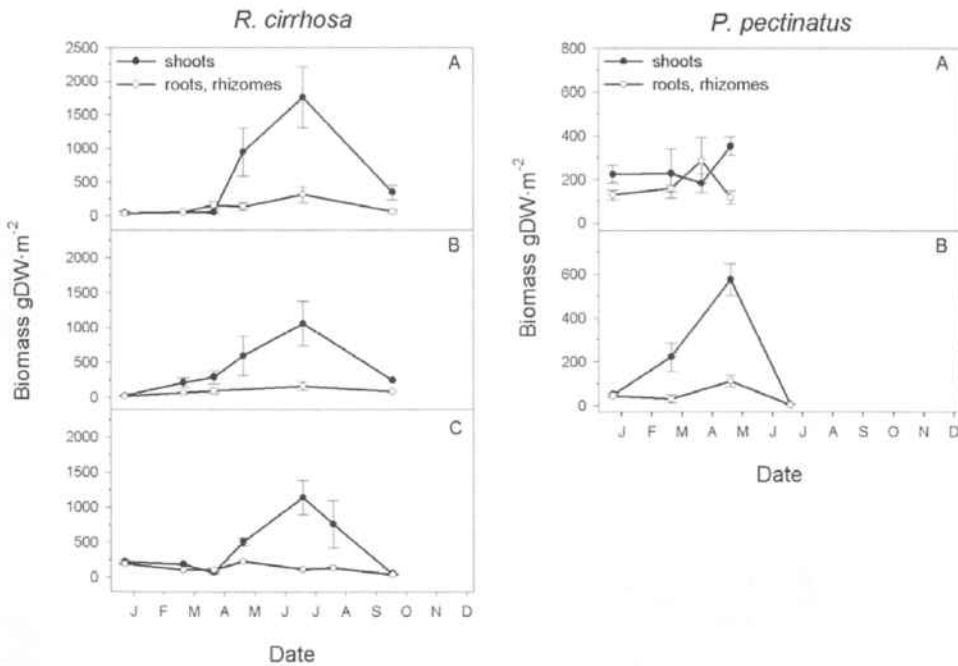 R. cirrhosa
2500
2000
1500
1000
500
0
shoots
roots, rhizomes
A
2000
1500
1000
500
0
B
2000
1500
1000
500
0
C
J F M A M J J A S O N D
Biomass gDW·m-2
Date
P. pectinatus
800
600
400
200
0
shoots
roots, rhizomes
A
600
400
200
0
B
J F M A M J J A S O N D
Biomass gDW·m-2
Date